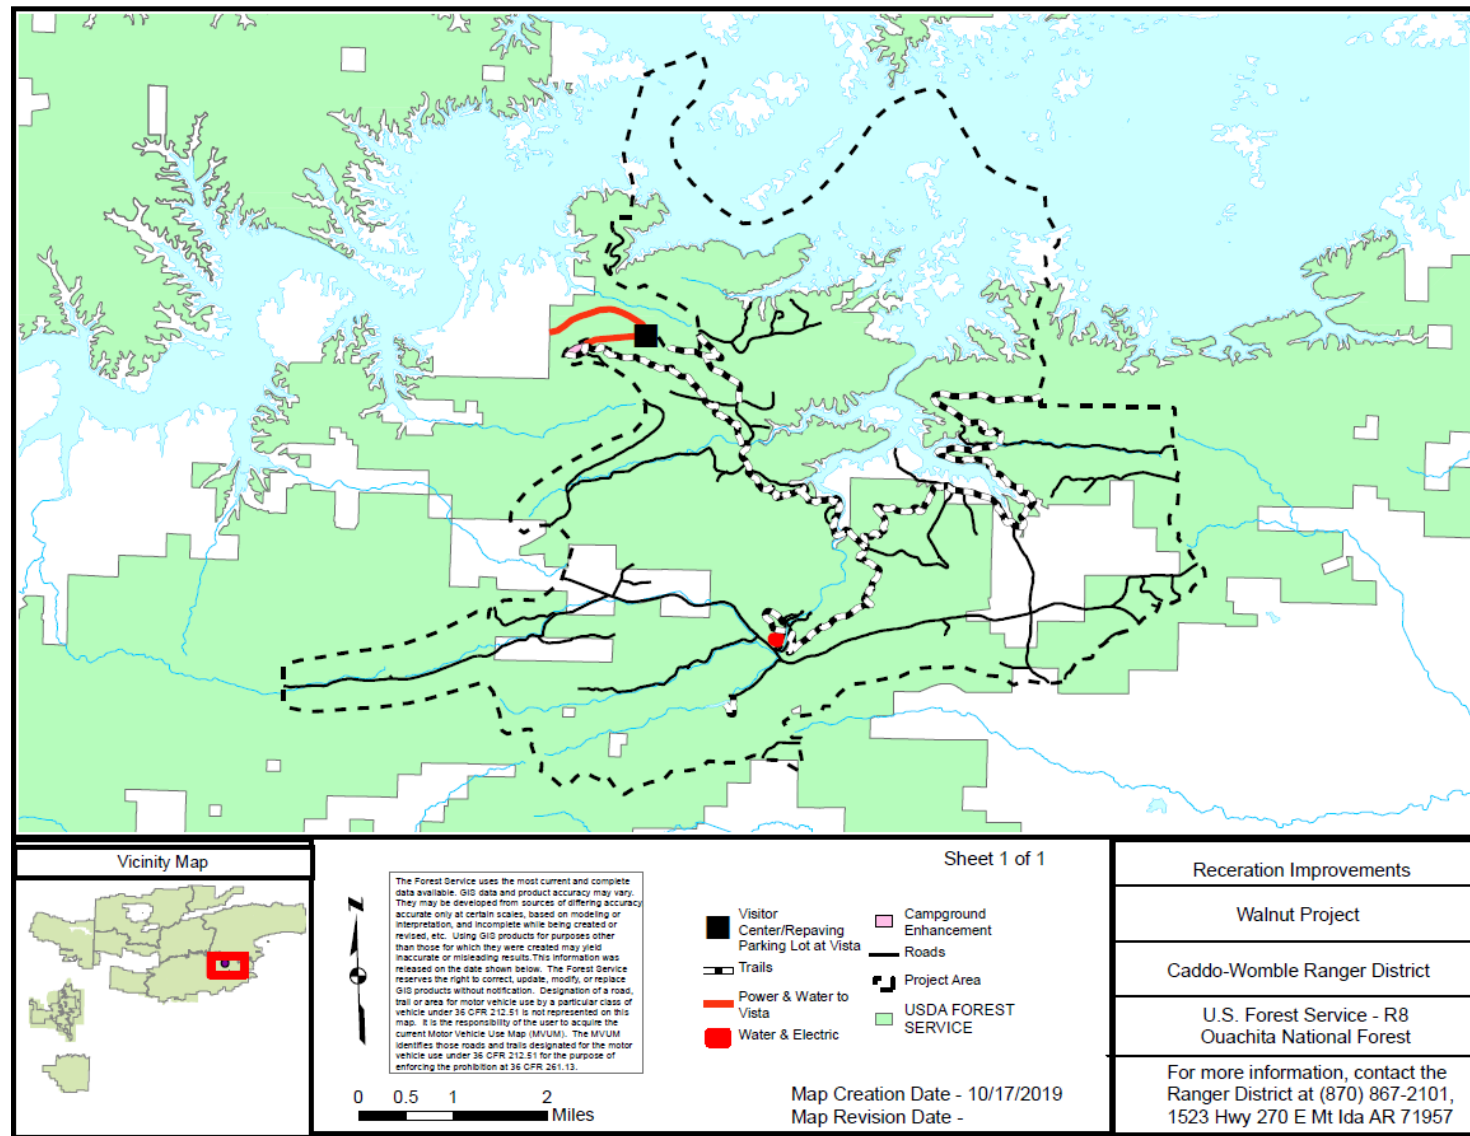 Vicinity Map
The Forest Service uses the most current and complete
data available. GIS data and product accuracy may vary.
They may be developed from sources of differing accuracy
accurate only at certain scales, based on modeling or
interpretation, and incomplete while being created or
revised, etc. Using GIS products for purposes other
than those for which they were created may yield
inaccurate or misleading results. This information was
released on the date shown below. The Forest Service
reserves the right to correct, update, modify, or replace
GIS products without notification. Designation of a road,
trail or area for motor vehicle use by a particular class of
vehicle under 36 CFR 212.51 is not represented on this
map. It is the responsibility of the user to acquire the
current Motor Vehicle Use Map (MVUM). The MVUM
identifies those roads and trails designated for the motor
vehicle use under 36 CFR 212.51 for the purpose of
enforcing the prohibition at 36 CFR 261.13.
N
0 0.5 1 2
Miles
Sheet 1 of 1
Visitor
Center/Repaving
Parking Lot at Vista
Trails
Power & Water to
Vista
Water & Electric
Campground
Enhancement
Roads
Project Area
USDA FOREST
SERVICE
Map Creation Date - 10/17/2019
Map Revision Date -
Receration Improvements
Walnut Project
Caddo-Womble Ranger District
U.S. Forest Service - R8
Ouachita National Forest
For more information, contact the
Ranger District at (870) 867-2101,
1523 Hwy 270 E Mt Ida AR 71957